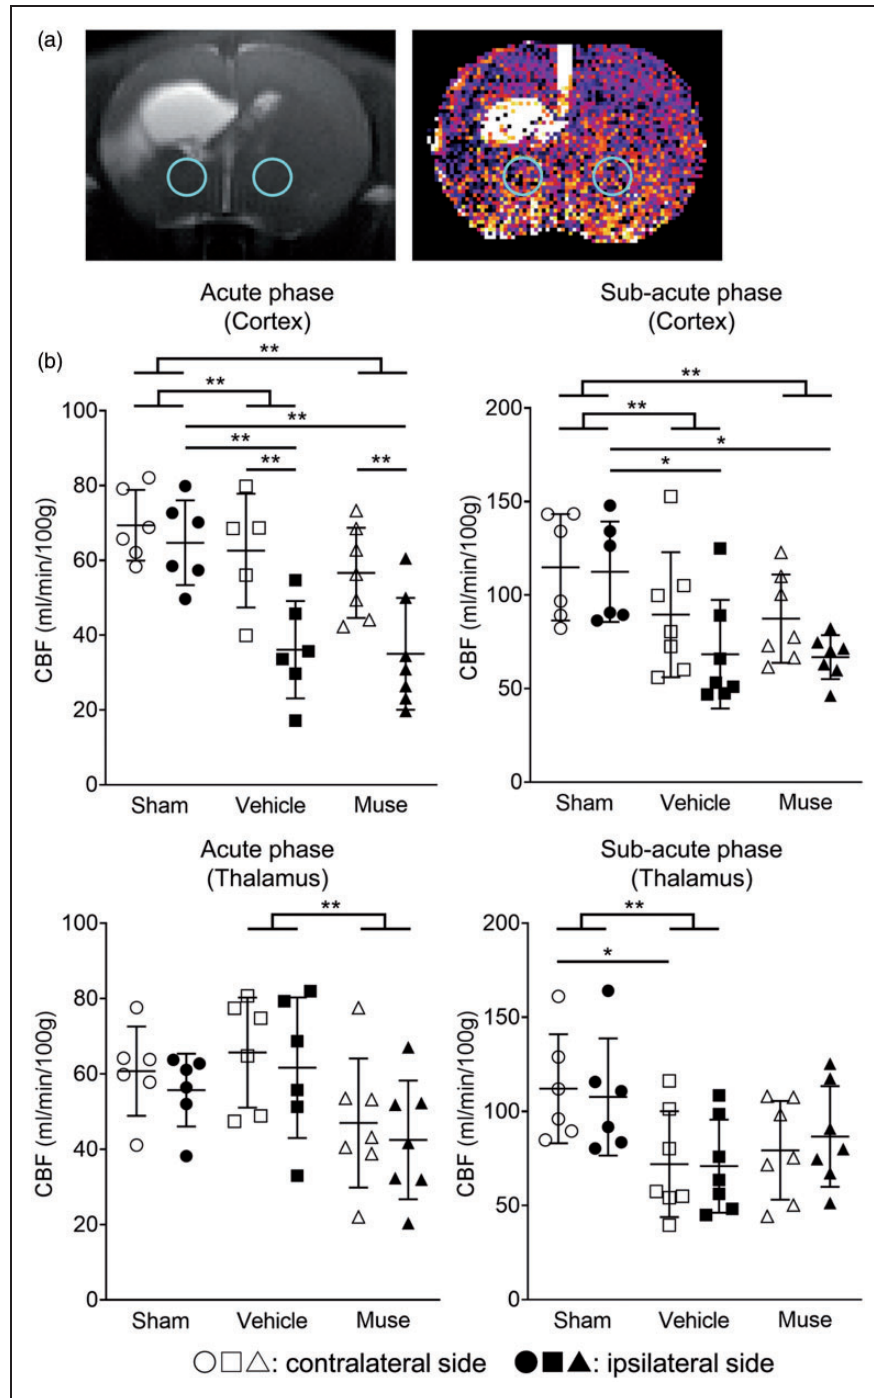 (a)
Acute phase
(Cortex)
Sub-acute phase
(Cortex)
(b)
**
**
**
**
**
**
100
80
60
40
20
0
CBF (ml/min/100g)
Sham Vehicle Muse
**
**
*
*
200
150
100
50
0
CBF (ml/min/100g)
Sham Vehicle Muse
Acute phase
(Thalamus)
Sub-acute phase
(Thalamus)
**
100
80
60
40
20
0
CBF (ml/min/100g)
Sham Vehicle Muse
**
*
200
150
100
50
0
CBF (ml/min/100g)
Sham Vehicle Muse
: contralateral side : ipsilateral side